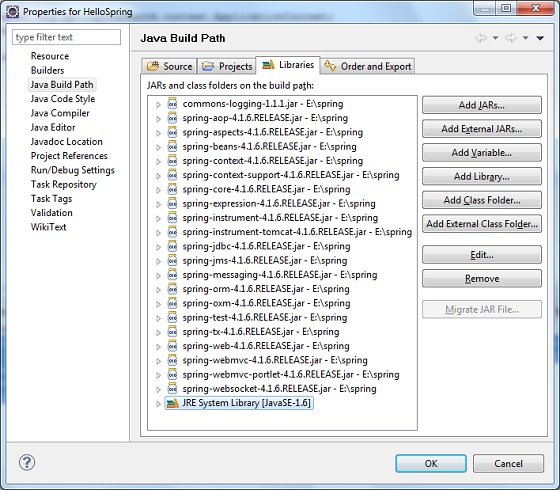 Properties for HelloSpring
type filter text
Resource
Builders
Java Build Path
Java Code Style
Java Compiler
Java Editor
Javadoc Location
Project References
Run/Debug Settings
Task Repository
Task Tags
Validation
WikiText
Java Build Path
Source
Projects
Libraries
Order and Export
JARs and class folders on the build path:
commons-logging-1.1.1.jar - E:\spring
spring-aop-4.1.6.RELEASE.jar - E:\spring
spring-aspects-4.1.6.RELEASE.jar - E:\spring
spring-beans-4.1.6.RELEASE.jar - E:\spring
spring-context-4.1.6.RELEASE.jar - E:\spring
spring-context-support-4.1.6.RELEASE.jar - E:\spring
spring-core-4.1.6.RELEASE.jar - E:\spring
spring-expression-4.1.6.RELEASE.jar - E:\spring
spring-instrument-4.1.6.RELEASE.jar - E:\spring
spring-instrument-tomcat-4.1.6.RELEASE.jar - E:\spring
spring-jdbc-4.1.6.RELEASE.jar - E:\spring
spring-jms-4.1.6.RELEASE.jar - E:\spring
spring-messaging-4.1.6.RELEASE.jar - E:\spring
spring-orm-4.1.6.RELEASE.jar - E:\spring
spring-oxm-4.1.6.RELEASE.jar - E:\spring
spring-test-4.1.6.RELEASE.jar - E:\spring
spring-tx-4.1.6.RELEASE.jar - E:\spring
spring-web-4.1.6.RELEASE.jar - E:\spring
spring-webmvc-4.1.6.RELEASE.jar - E:\spring
spring-webmvc-portlet-4.1.6.RELEASE.jar - E:\spring
spring-websocket-4.1.6.RELEASE.jar - E:\spring
JRE System Library [JavaSE-1.6]
Add JARs...
Add External JARs...
Add Variable...
Add Library...
Add Class Folder...
Add External Class Folder...
Edit...
Remove
Migrate JAR File...
?
OK
Cancel